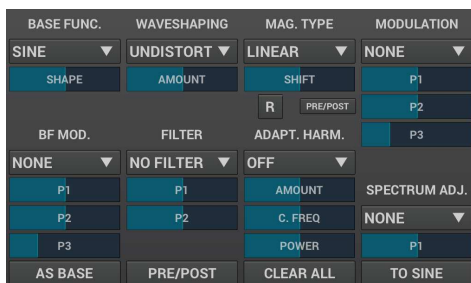 BASE FUNC. WAVESHAPING MAG. TYPE MODULATION
SINE UNDISTORT LINEAR NONE
SHAPE AMOUNT SHIFT P1
R PRE/POST P2
P3
BF MOD. FILTER ADAPT. HARM.
NONE NO FILTER OFF
P1 P1 AMOUNT SPECTRUM ADJ.
P2 P2 C. FREQ NONE
P3 POWER P1
AS BASE PRE/POST CLEAR ALL TO SINE